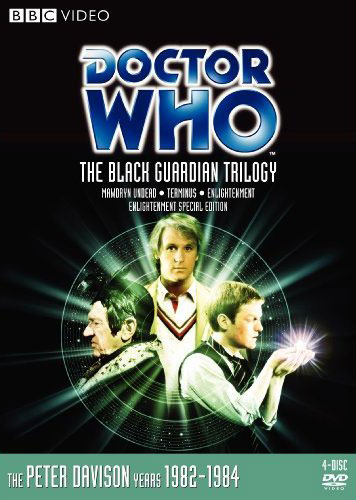 BBC VIDEO
DOCTOR
WHO
TM
THE BLACK GUARDIAN TRILOGY
MAWDRYN UNDEAD • TERMINUS • ENLIGHTENMENT
ENLIGHTENMENT SPECIAL EDITION
4-DISC
DVD
VIDEO
THE PETER DAVISON YEARS 1982-1984